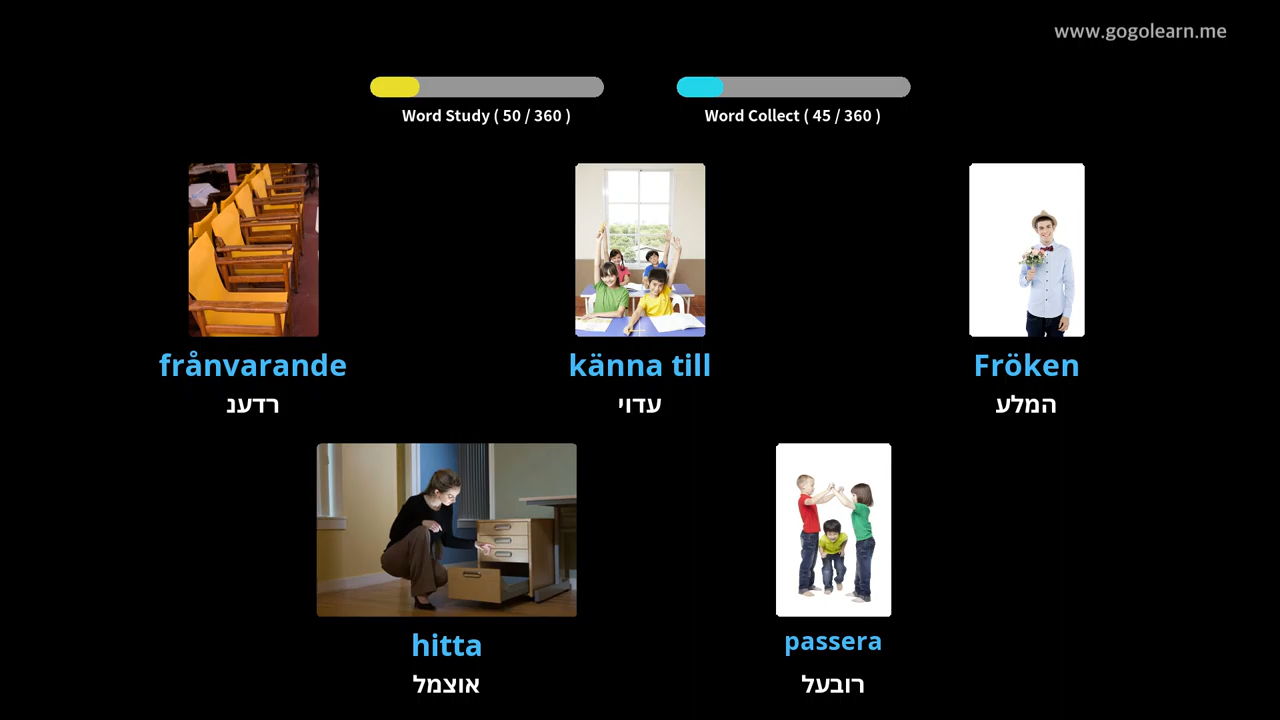 www.gogolearn.me
Word Study ( 50 / 360 )
Word Collect ( 45 / 360 )
frånvarande
känna till
Fröken
רדענ
עדוי
המלע
hitta
passera
אוצמל
רובעל